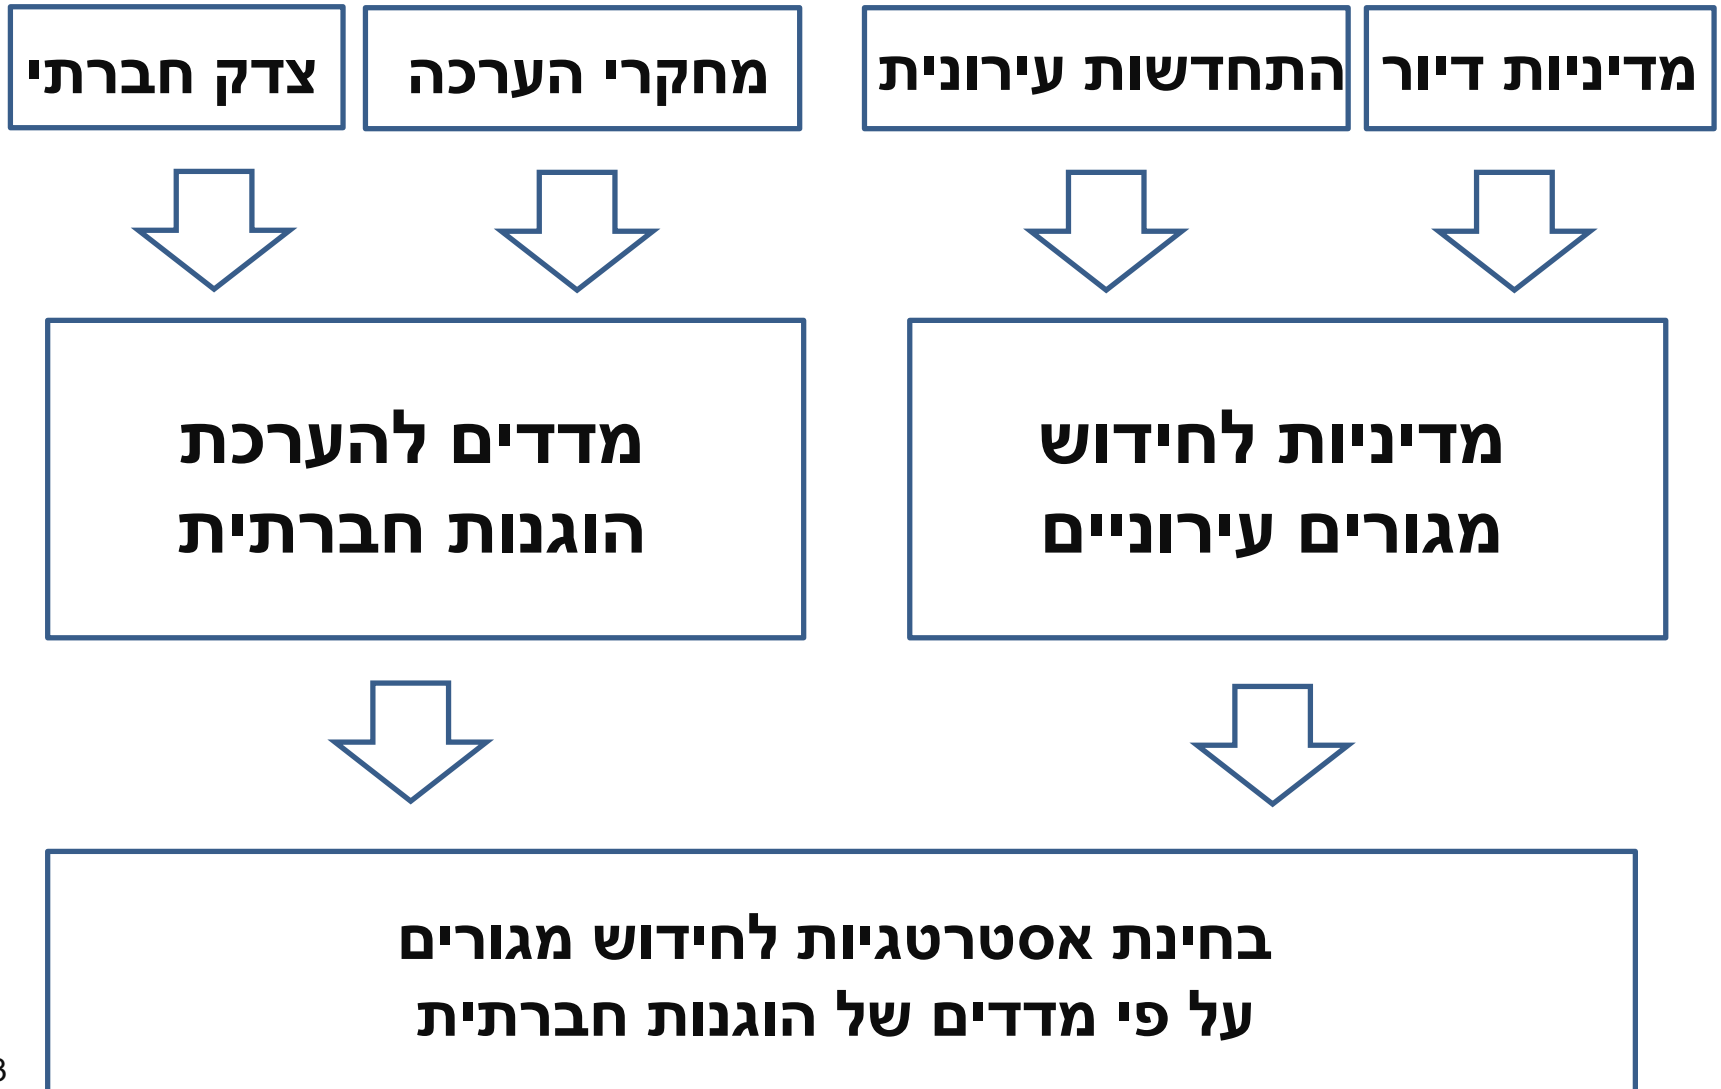 מדיניות דיור
התחדשות עירונית
מחקרי הערכה
צדק חברתי
מדיניות לחידוש
מגורים עירוניים
מדדים להערכת
הוגנות חברתית
בחינת אסטרטגיות לחידוש מגורים
על פי מדדים של הוגנות חברתית